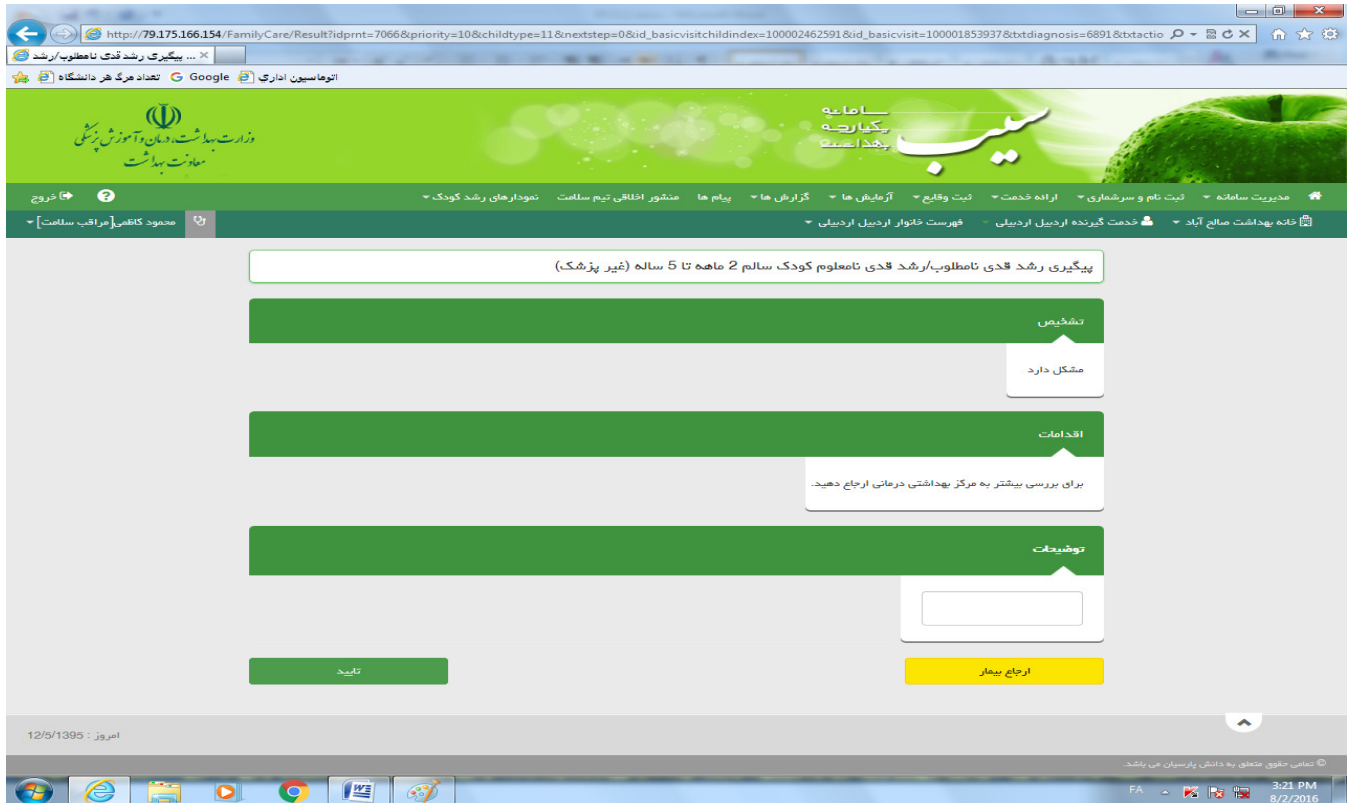 http://79.175.166.154/FamilyCare/Result?idprnt=7066&priority=10&childtype=11&nextstep=0&id_basicvisitchildindex=100002462591&id_basicvisit=100001853937&txtdiagnosis=6891&txtactio
پیگیری رشد قدی نامطلوب/رشد ...
اتوماسیون اداری Google تعداد مرگ هر دانشگاه
وزارت بهداشت، درمان و آموزش پزشکی
معاونت بهداشت
سامانه
یکپارچه
بهداشت
سیب
مدیریت سامانه ثبت نام و سرشماری ارائه خدمت ثبت وقایع آزمایش ها گزارش ها پیام ها منشور اخلاقی تیم سلامت نمودارهای رشد کودک ? خروج
خانه بهداشت صالح آباد خدمت گیرنده اردبیل اردبیلی فهرست خانوار اردبیل اردبیلی محمود کاظمی[مراقب سلامت]
پیگیری رشد قدی نامطلوب/رشد قدی نامعلوم کودک سالم 2 ماهه تا 5 ساله (غیر پزشک)
تشخیص
مشکل دارد
اقدامات
برای بررسی بیشتر به مرکز بهداشتی درمانی ارجاع دهید.
توضیحات
ارجاع بیمار تایید
امروز : 12/5/1395
© تمامی حقوق متعلق به دانش پارسیان می باشد.
FA 3:21 PM
8/2/2016